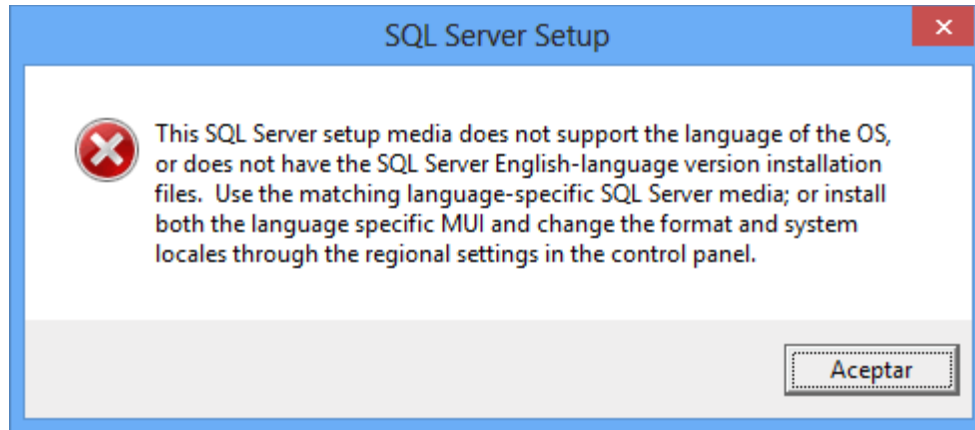 SQL Server Setup
This SQL Server setup media does not support the language of the OS,
or does not have the SQL Server English-language version installation
files.  Use the matching language-specific SQL Server media; or install
both the language specific MUI and change the format and system
locales through the regional settings in the control panel.
Aceptar